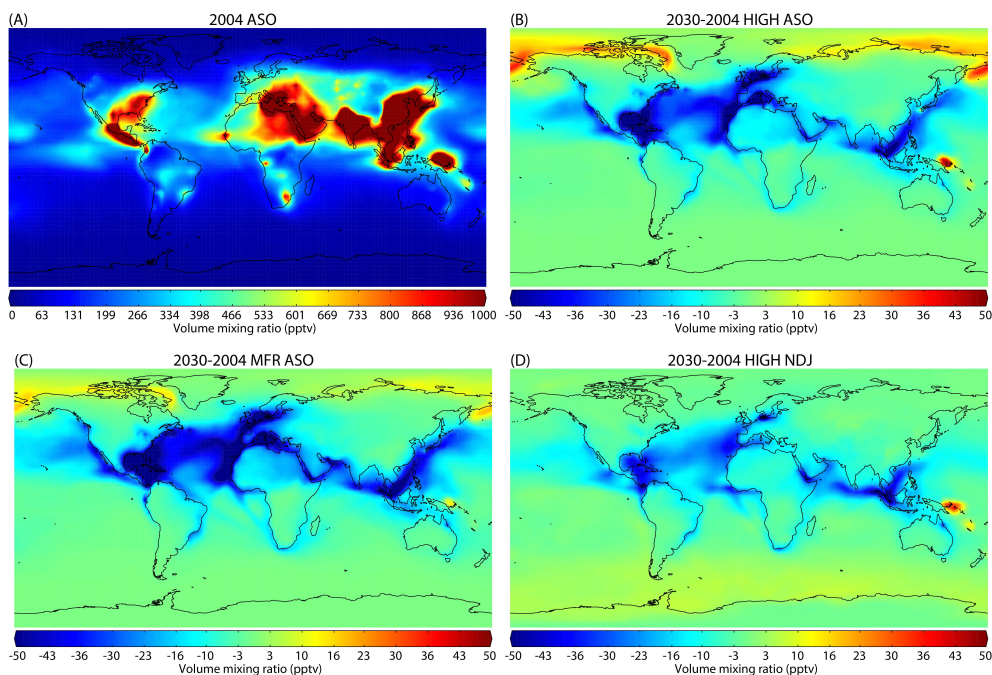 (A) 2004 ASO
(B) 2030-2004 HIGH ASO
0 63 131 199 266 334 398 466 533 601 669 733 800 868 936 1000
Volume mixing ratio (pptv)
-50 -43 -36 -30 -23 -16 -10 -3 3 10 16 23 30 36 43 50
Volume mixing ratio (pptv)
(C) 2030-2004 MFR ASO
(D) 2030-2004 HIGH NDJ
-50 -43 -36 -30 -23 -16 -10 -3 3 10 16 23 30 36 43 50
Volume mixing ratio (pptv)
-50 -43 -36 -30 -23 -16 -10 -3 3 10 16 23 30 36 43 50
Volume mixing ratio (pptv)